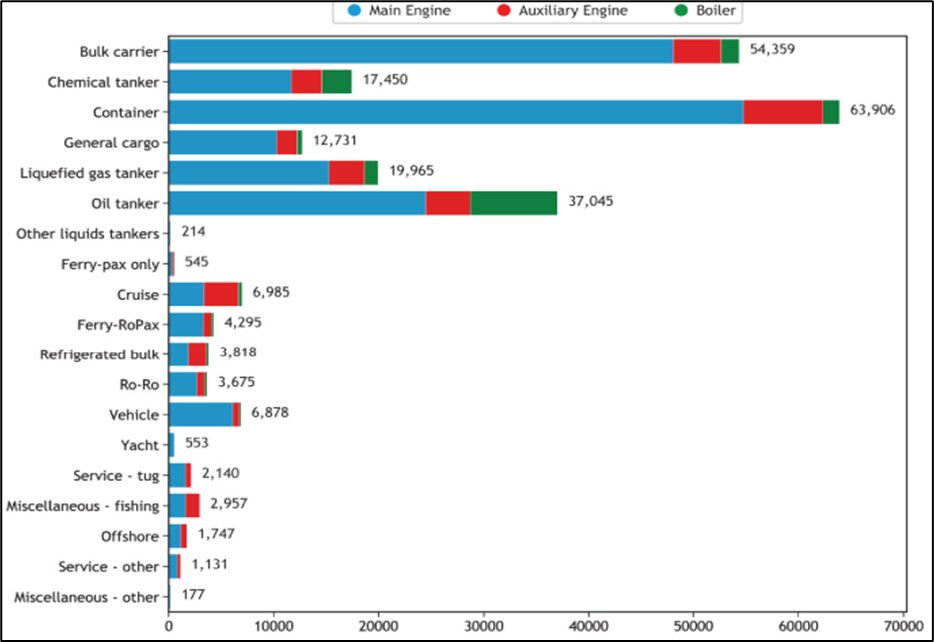 Main Engine Auxiliary Engine Boiler
Bulk carrier 54,359
Chemical tanker 17,450
Container 63,906
General cargo 12,731
Liquefied gas tanker 19,965
Oil tanker 37,045
Other liquids tankers 214
Ferry-pax only 545
Cruise 6,985
Ferry-RoPax 4,295
Refrigerated bulk 3,818
Ro-Ro 3,675
Vehicle 6,878
Yacht 553
Service - tug 2,140
Miscellaneous - fishing 2,957
Offshore 1,747
Service - other 1,131
Miscellaneous - other 177
0 10000 20000 30000 40000 50000 60000 70000